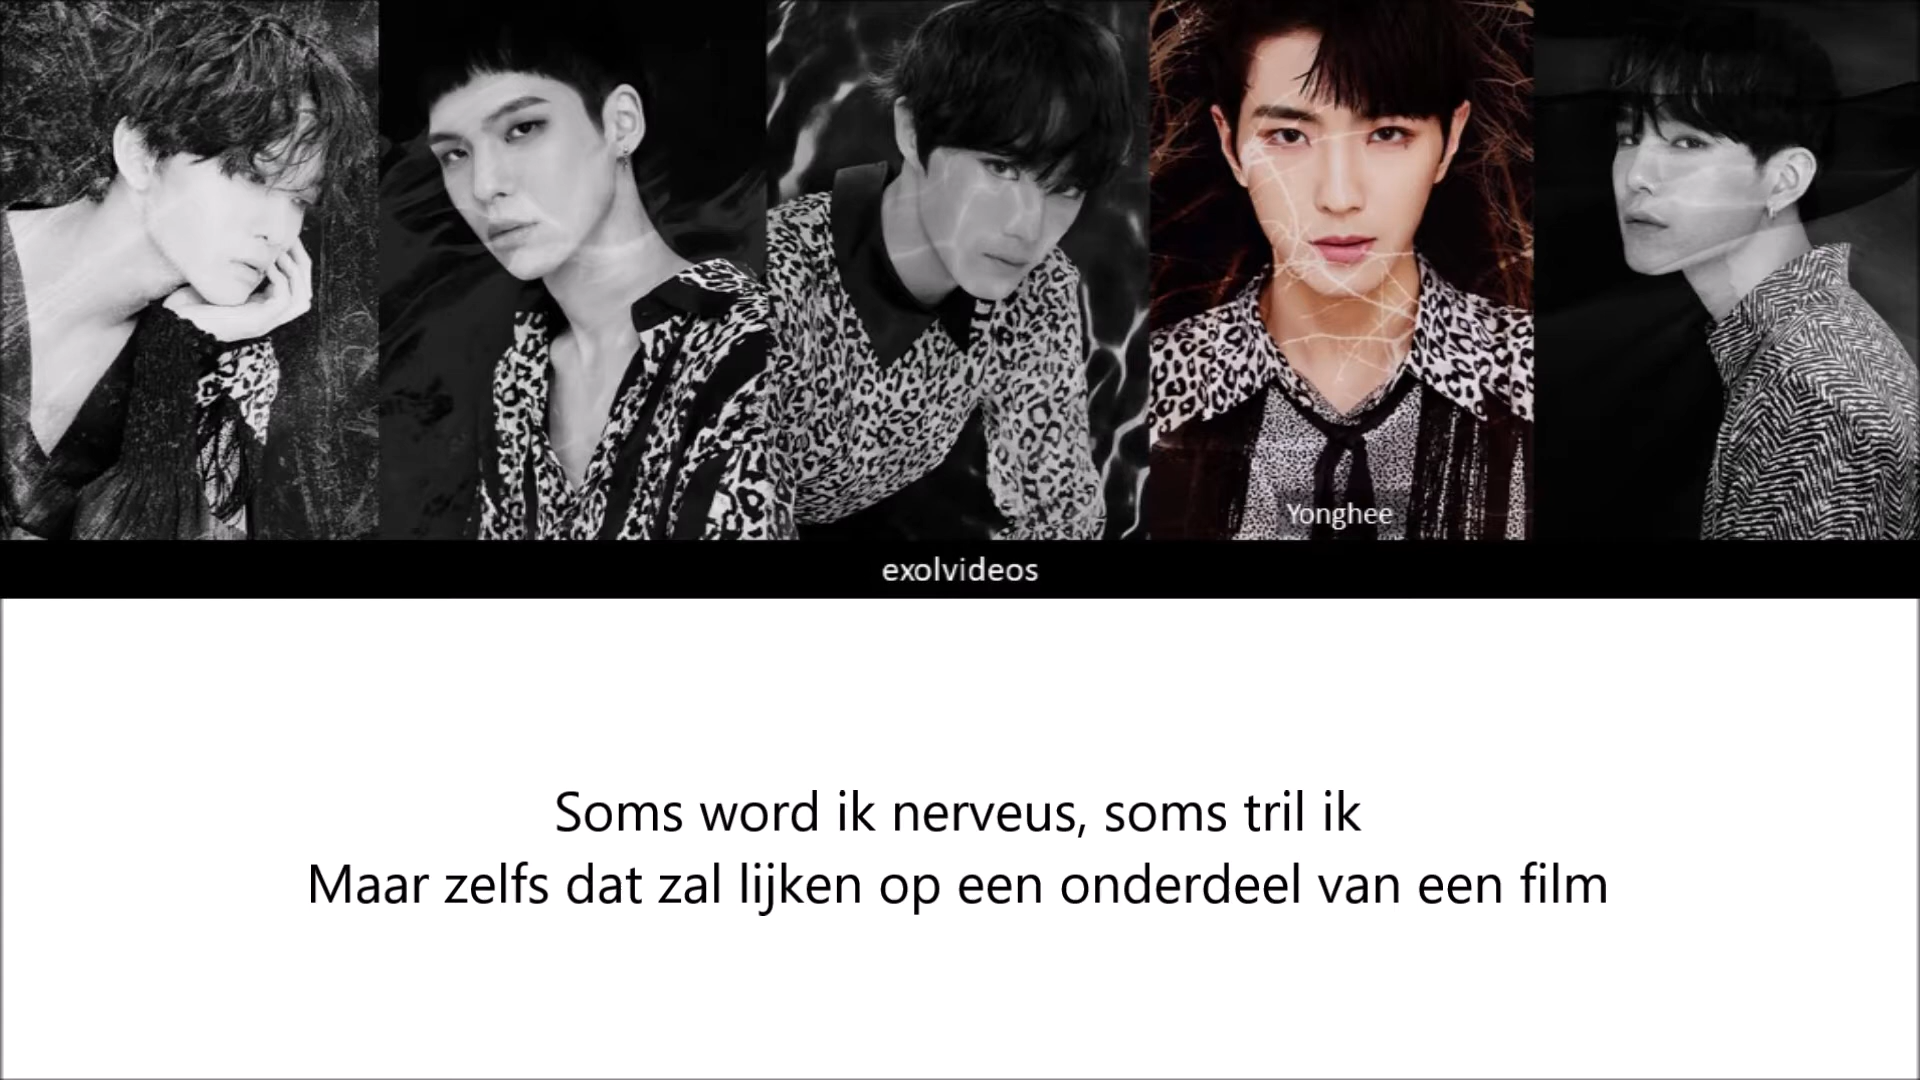 Yonghee
exolvideos
Soms word ik nerveus, soms tril ik
Maar zelfs dat zal lijken op een onderdeel van een film